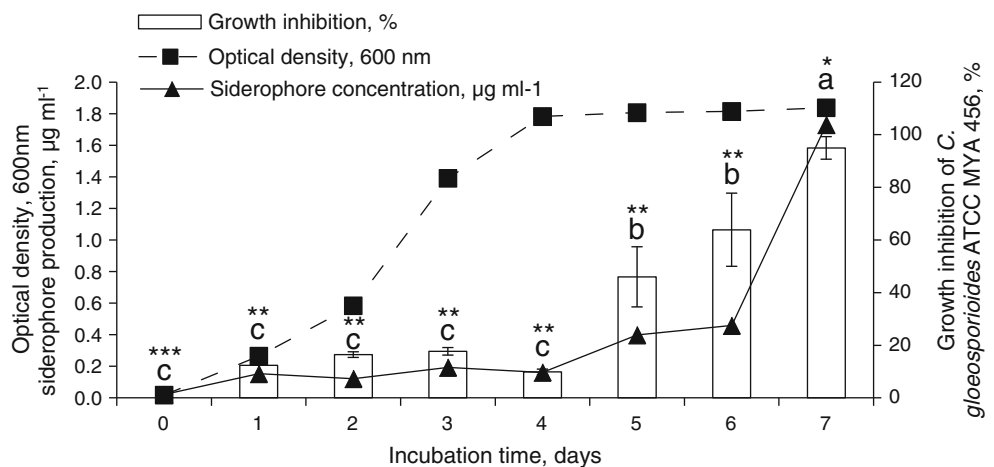 Growth inhibition, %
Optical density, 600 nm
Siderophore concentration, µg ml-1
Optical density, 600nm
siderophore production, µg ml-1
2.0
1.8
1.6
1.4
1.2
1.0
0.8
0.6
0.4
0.2
0.0
*** 
c
**
c
**
c
**
c
**
c
**
b
**
b
*
a
120
100
80
60
40
20
0
Growth inhibition of C.
gloeosporioides ATCC MYA 456, %
0 1 2 3 4 5 6 7
Incubation time, days